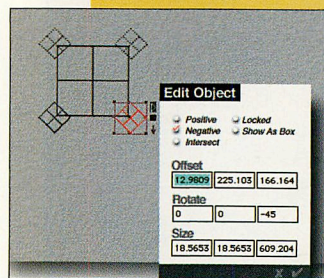 Edit Object
Positive Locked
Negative Show As Box
Intersect
Offset
12.9809 225.103 166.164
Rotate
0 0 -45
Size
18.5653 18.5653 609.204